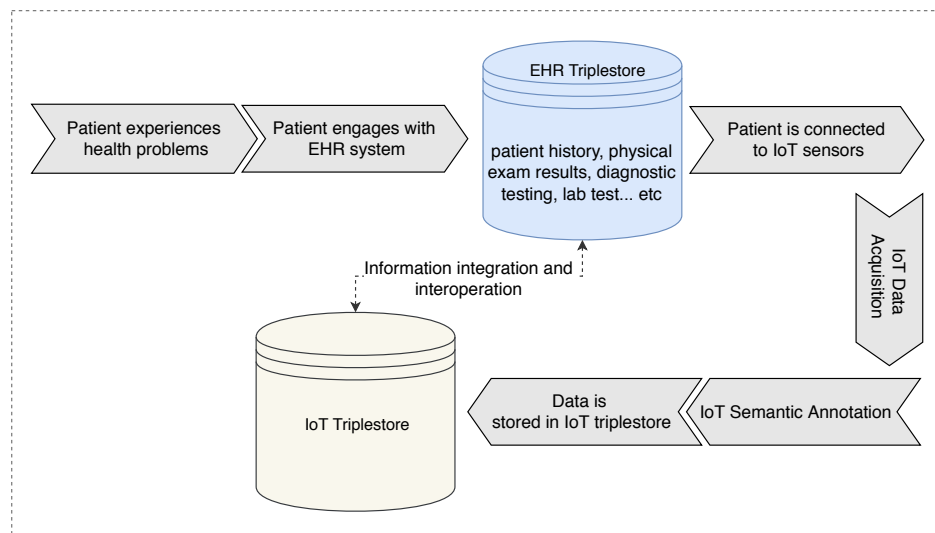 EHR Triplestore
Patient experiences
health problems
Patient engages with
EHR system
patient history, physical
exam results, diagnostic
testing, lab test... etc
Patient is connected
to IoT sensors
IoT Data
Acquisition
Information integration and
interoperation
IoT Semantic Annotation
Data is
stored in IoT triplestore
IoT Triplestore